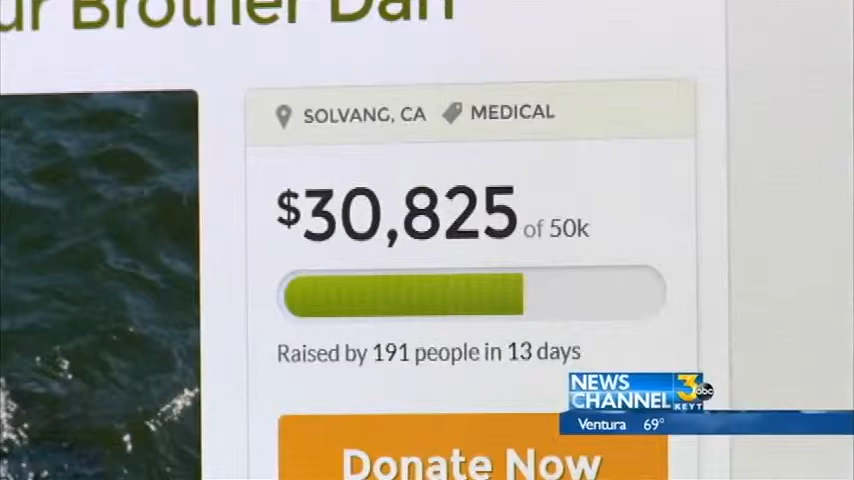 ur Brother Dan
SOLVANG, CA MEDICAL
$30,825 of 50k
Raised by 191 people in 13 days
NEWS
CHANNEL 3 abc
KEYT
Ventura 69°
Donate Now